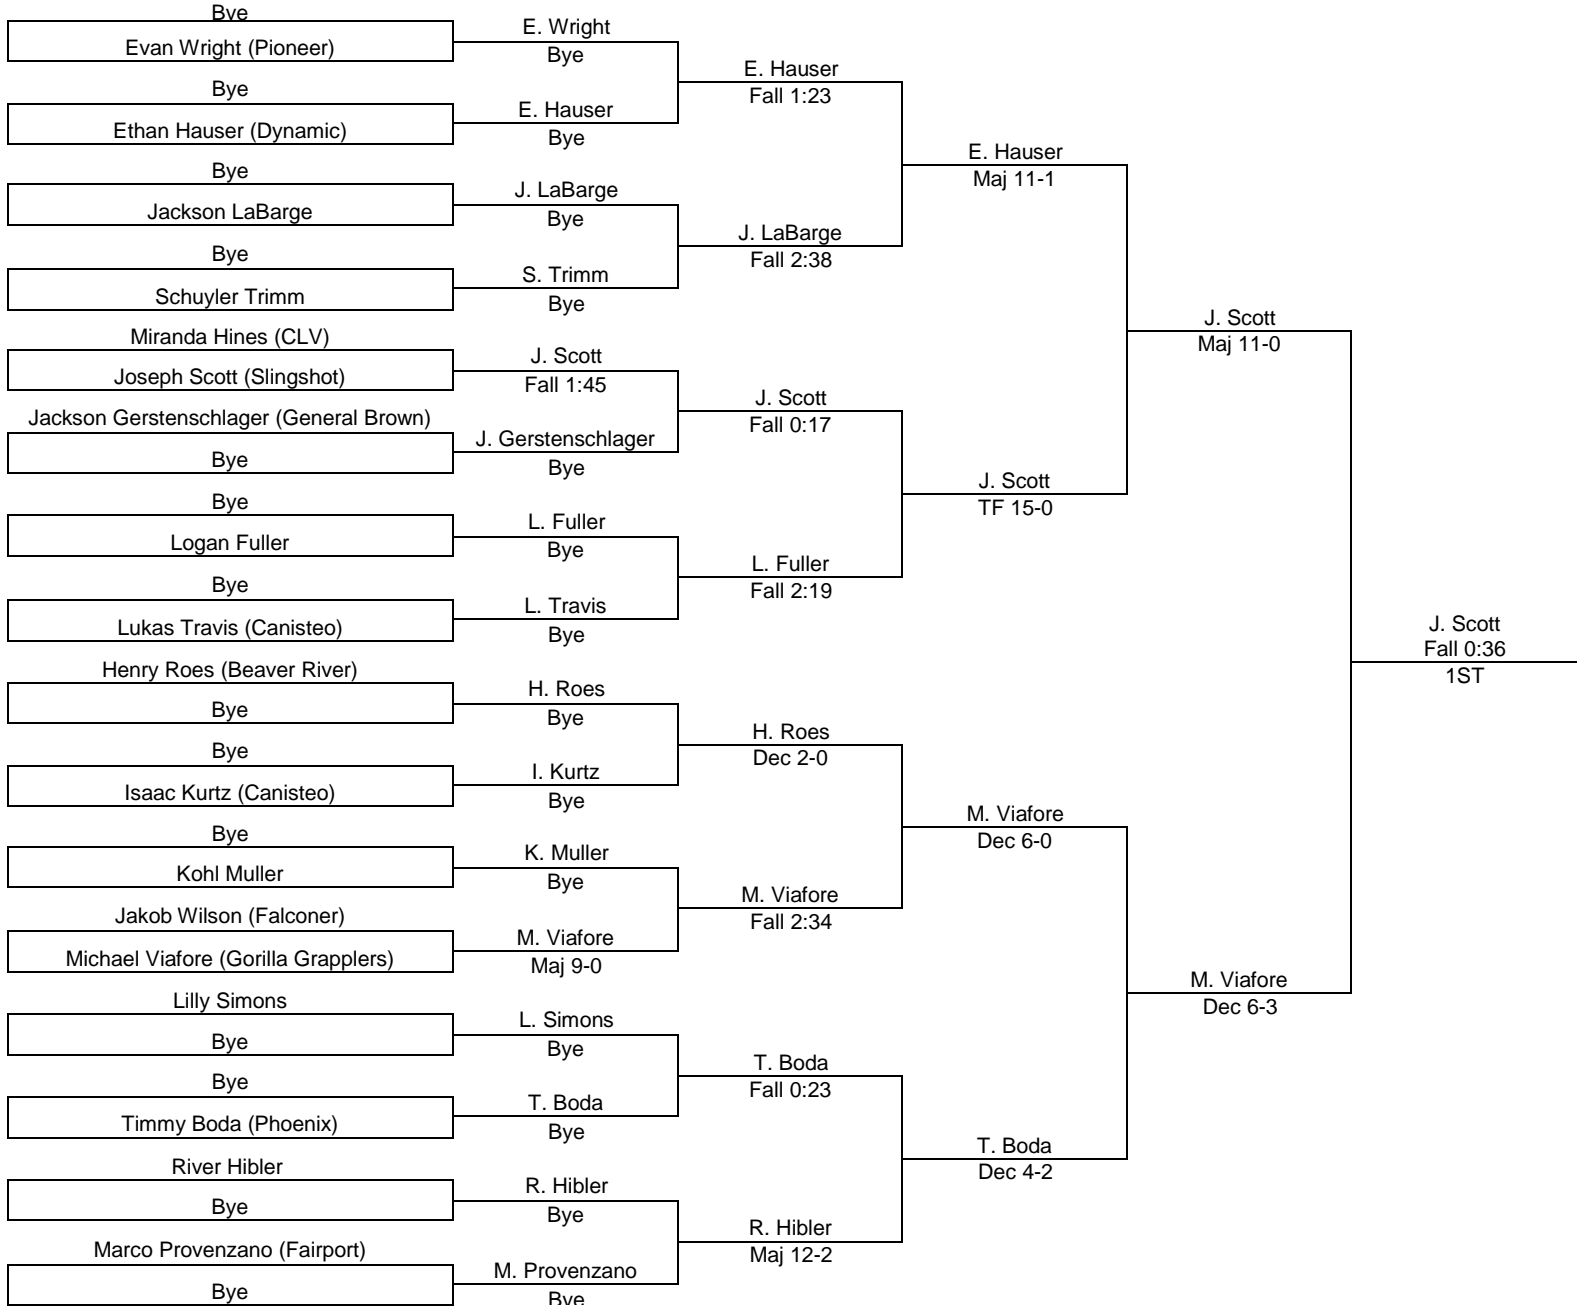 Bye
Evan Wright (Pioneer)
Bye
Ethan Hauser (Dynamic)
Bye
Jackson LaBarge
Bye
Schuyler Trimm
Miranda Hines (CLV)
Joseph Scott (Slingshot)
Jackson Gerstenschlager (General Brown)
Bye
Bye
Logan Fuller
Bye
Lukas Travis (Canisteo)
Henry Roes (Beaver River)
Bye
Bye
Isaac Kurtz (Canisteo)
Bye
Kohl Muller
Jakob Wilson (Falconer)
Michael Viafore (Gorilla Grapplers)
Lilly Simons
Bye
Bye
Timmy Boda (Phoenix)
River Hibler
Bye
Marco Provenzano (Fairport)
Bye
E. Wright
Bye
E. Hauser
Bye
J. LaBarge
Bye
S. Trimm
Bye
J. Scott
Fall 1:45
J. Gerstenschlager
Bye
L. Fuller
Bye
L. Travis
Bye
H. Roes
Bye
I. Kurtz
Bye
K. Muller
Bye
M. Viafore
Maj 9-0
L. Simons
Bye
T. Boda
Bye
R. Hibler
Bye
M. Provenzano
Bye
E. Hauser
Fall 1:23
J. LaBarge
Fall 2:38
J. Scott
Fall 0:17
L. Fuller
Fall 2:19
H. Roes
Dec 2-0
M. Viafore
Fall 2:34
T. Boda
Fall 0:23
R. Hibler
Maj 12-2
E. Hauser
Maj 11-1
J. Scott
TF 15-0
M. Viafore
Dec 6-0
T. Boda
Dec 4-2
J. Scott
Maj 11-0
M. Viafore
Dec 6-3
J. Scott
Fall 0:36
1ST